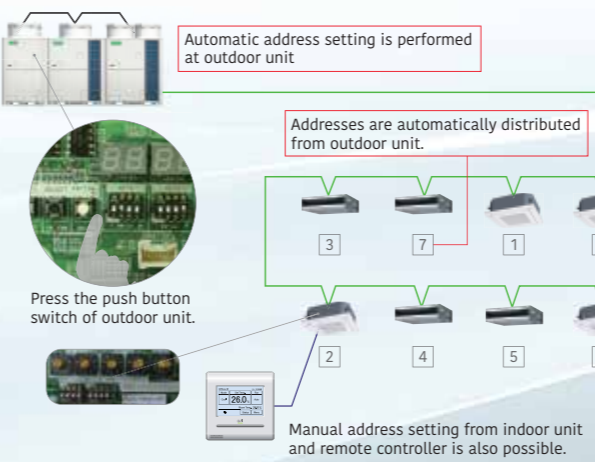 Automatic address setting is performed
at outdoor unit
Addresses are automatically distributed
from outdoor unit.
3
7
1
Press the push button
switch of outdoor unit.
2
4
5
26.0
Manual address setting from indoor unit
and remote controller is also possible.